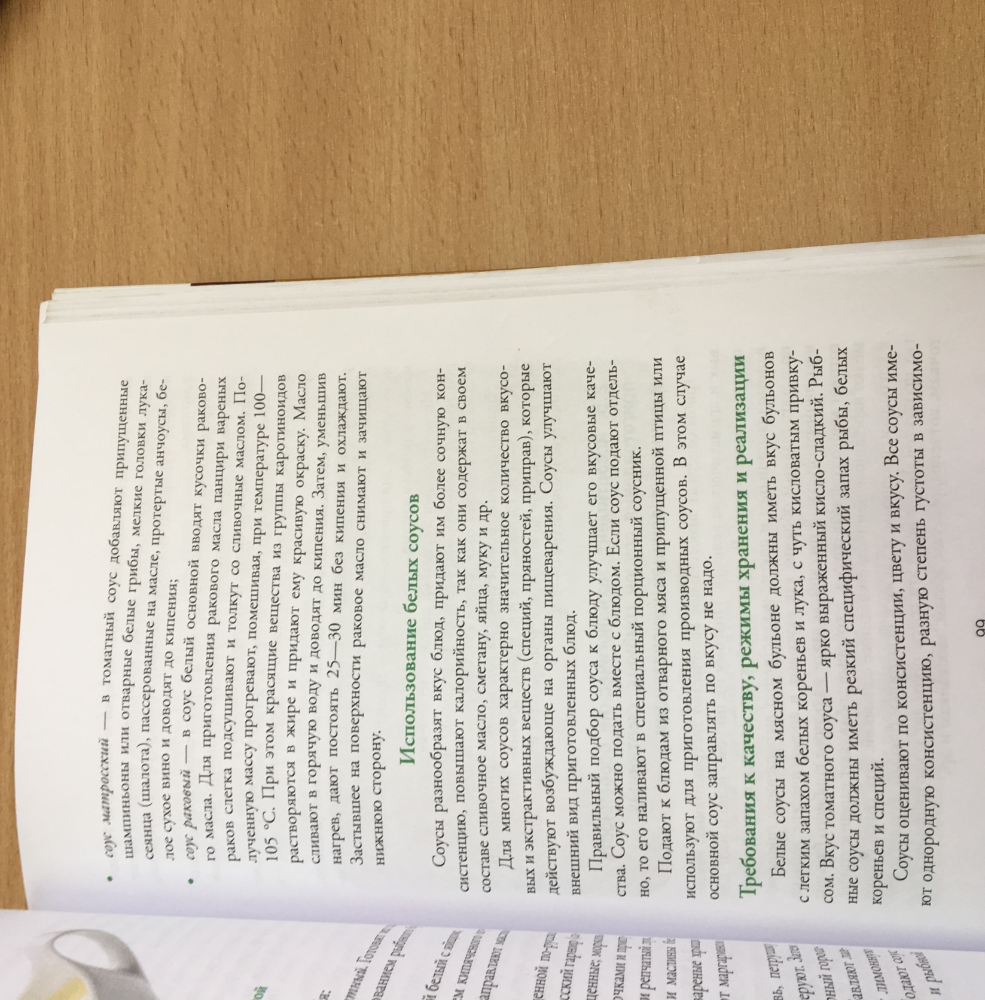 • соус матросский — в томатный соус добавляют припущенные
шампиньоны или отварные белые грибы, мелкие головки лука-
сеянца (шалота), пассерованные на масле, протертые анчоусы, бе-
лое сухое вино и доводят до кипения;
• соус раковый — в соус белый основной вводят кусочки раково-
го масла. Для приготовления ракового масла панцири вареных
раков слегка подсушивают и толкут со сливочные маслом. По-
лученную массу прогревают, помешивая, при температуре 100—
105 °С. При этом красящие вещества из группы каротиноидов
растворяются в жире и придают ему красивую окраску. Масло
сливают в горячую воду и доводят до кипения. Затем, уменьшив
нагрев, дают постоять 25—30 мин без кипения и охлаждают.
Застывшее на поверхности раковое масло снимают и зачищают
нижнюю сторону.
Использование белых соусов
Соусы разнообразят вкус блюд, придают им более сочную кон-
систенцию, повышают калорийность, так как они содержат в своем
составе сливочное масло, сметану, яйца, муку и др.
Для многих соусов характерно значительное количество вкусо-
вых и экстрактивных веществ (специй, пряностей, приправ), которые
действуют возбуждающе на органы пищеварения. Соусы улучшают
внешний вид приготовленных блюд.
Правильный подбор соуса к блюду улучшает его вкусовые каче-
ства. Соус можно подать вместе с блюдом. Если соус подают отдель-
но, то его наливают в специальный порционный соусник.
Подают к блюдам из отварного мяса и припущенной птицы или
используют для приготовления производных соусов. В этом случае
основной соус заправлять по вкусу не надо.
Требования к качеству, режимы хранения и реализации
Белые соусы на мясном бульоне должны иметь вкус бульонов
с легким запахом белых кореньев и лука, с чуть кисловатым привку-
сом. Вкус томатного соуса — ярко выраженный кисло-сладкий. Рыб-
ные соусы должны иметь резкий специфический запах рыбы, белых
кореньев и специй.
Соусы оценивают по консистенции, цвету и вкусу. Все соусы име-
ют однородную консистенцию, разную степень густоты в зависимо-
99